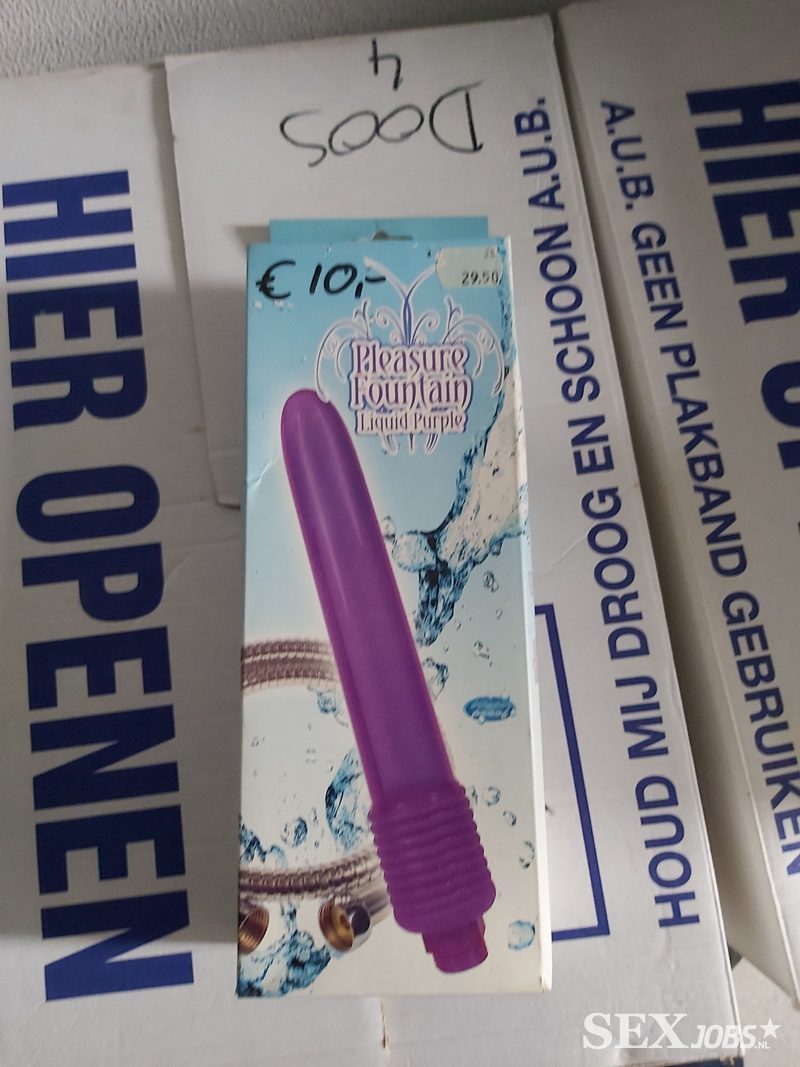 DOOS
4
HIER OPENEN
HOUD MIJ DROOG EN SCHOON A.U.B.
A.U.B. GEEN PLAKBAND GEBRUIKEN
HIER
€ 10,-
29.50
Pleasure
Fountain
Liquid Purple
SEXJOBS.NL